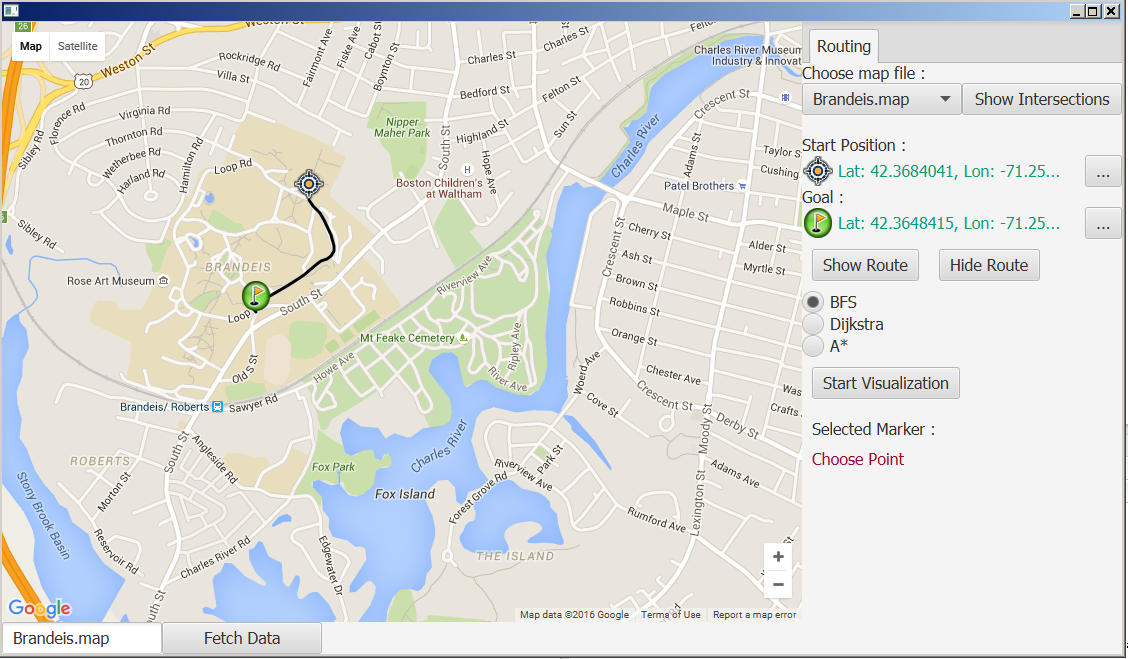 26
Weston St
Map
Satellite
Weston St
20
Rockridge Rd
Villa St
Fairmont Ave
Fiske Ave
Cabot St
Boynton St
Charles St
Charles St
Bedford St
Felton St
Highland St
Sun St
South St
Hope Ave
Nipper
Maher Park
H
Boston Children's
at Waltham
Charles River Museum
Industry & Innovat
Crescent St
Charles River
Adams St
Taylor S
Cushing
Patel Brothers
Maple St
Florence Rd
Virginia Rd
Thornton Rd
Wetherbee Rd
Harland Rd
Hamilton Rd
Loop Rd
Sibley Rd
Sibley Rd
Rose Art Museum
BRANDEIS
Loop
South St
Riverview Ave
Crescent St
Cherry St
Ash St
Brown St
Robbins St
Orange St
Alder St
Myrtle St
Mt Feake Cemetery
Ripley Ave
River Ave
Howe Ave
Old S St
Brandeis/ Roberts
Sawyer Rd
Woerd Ave
Cove St
Chester Ave
Crescent St
Was
Crafts
Moody St
Derby St
Angleside Rd
South St
ROBERTS
Morton St
Fox Park
Charles River
Fox Island
Park St
Riverview Ave
Forest Grove Rd
Adams Ave
Lexington St
Rumford Ave
Stony Brook Basin
Reservoir Rd
Charles River Rd
Edgewater Dr
THE ISLAND
South St
+
−
Google
Map data ©2016 Google
Terms of Use
Report a map error
Brandeis.map
Fetch Data
Routing
Choose map file :
Brandeis.map
Show Intersections
Start Position :
Lat: 42.3684041, Lon: -71.25...
...
Goal :
Lat: 42.3648415, Lon: -71.25...
...
Show Route
Hide Route
BFS
Dijkstra
A*
Start Visualization
Selected Marker :
Choose Point